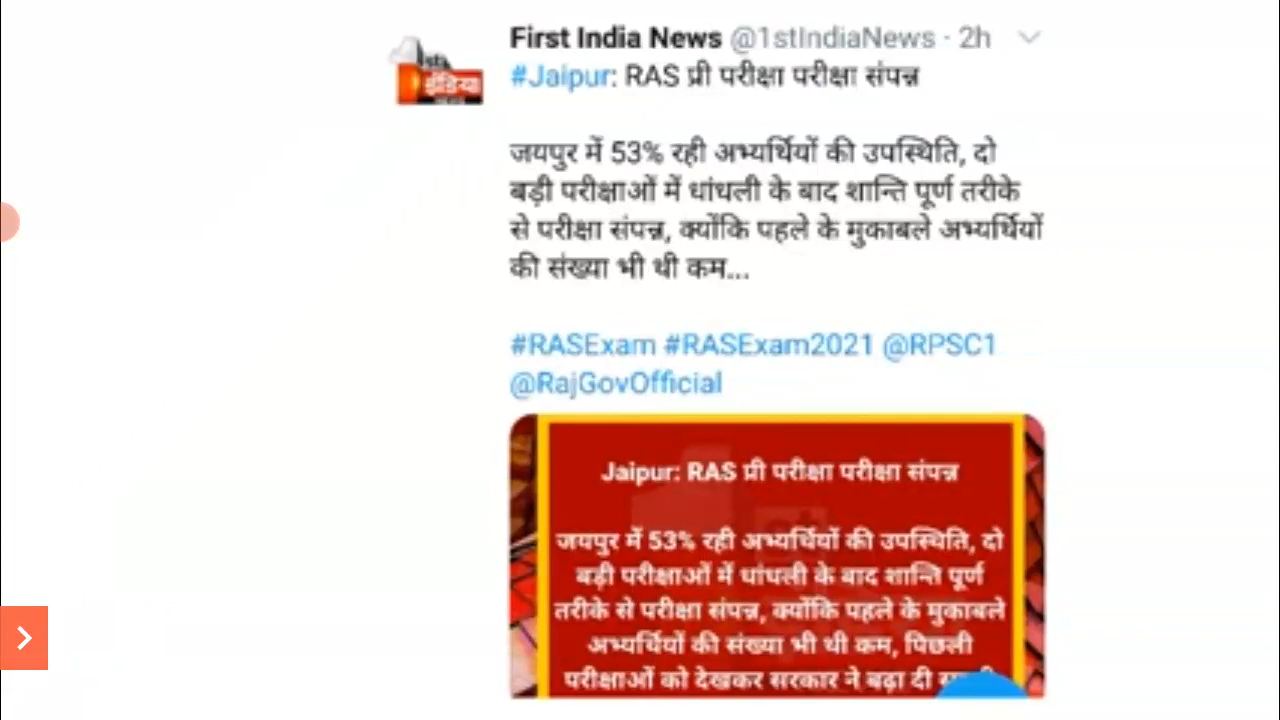 First India News @1stIndiaNews · 2h
#Jaipur: RAS प्री परीक्षा परीक्षा संपन्न
जयपुर में 53% रही अभ्यर्थियों की उपस्थिति, दो
बड़ी परीक्षाओं में धांधली के बाद शान्ति पूर्ण तरीके
से परीक्षा संपन्न, क्योंकि पहले के मुकाबले अभ्यर्थियों
की संख्या भी थी कम...
#RASExam #RASExam2021 @RPSC1
@RajGovOfficial
Jaipur: RAS प्री परीक्षा परीक्षा संपन्न
जयपुर में 53% रही अभ्यर्थियों की उपस्थिति, दो
बड़ी परीक्षाओं में धांधली के बाद शान्ति पूर्ण
तरीके से परीक्षा संपन्न, क्योंकि पहले के मुकाबले
अभ्यर्थियों की संख्या भी थी कम, पिछली
परीक्षाओं को देखकर सरकार ने बढ़ा दी